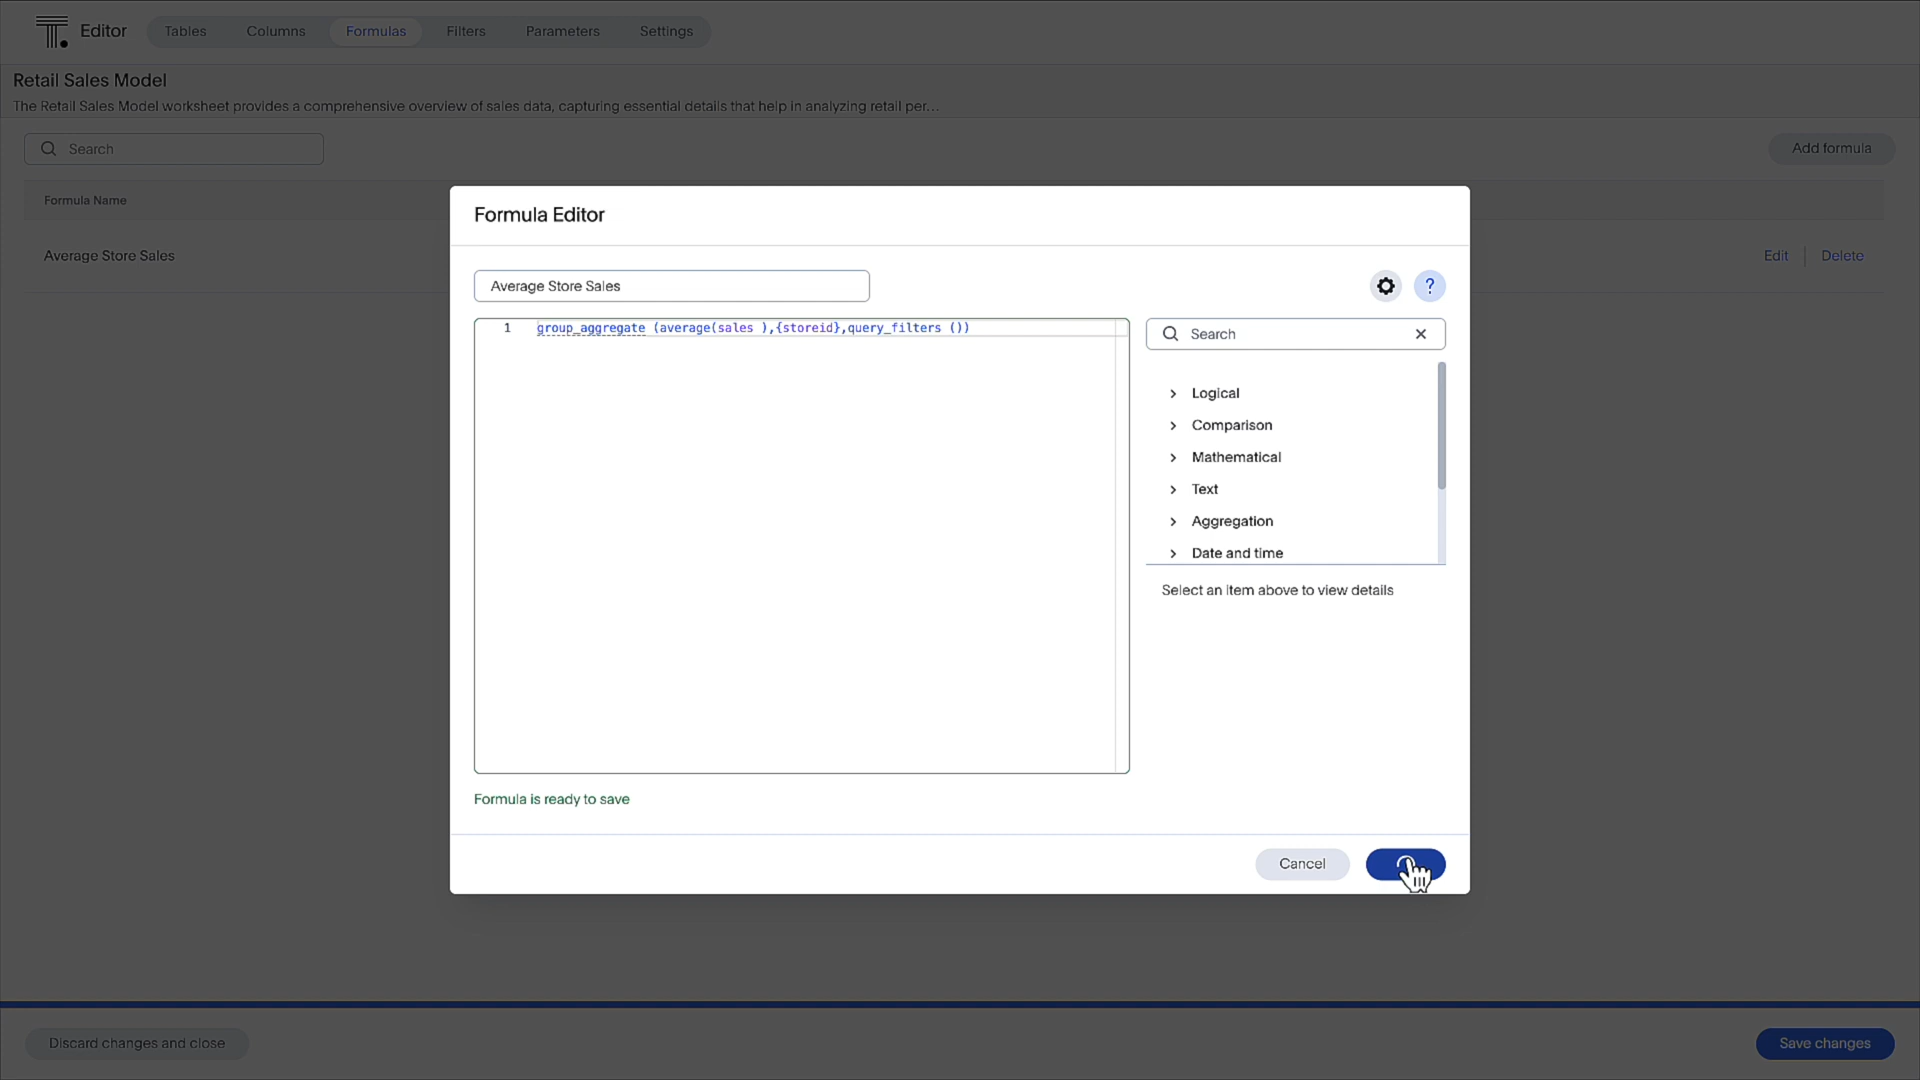 Editor
Tables
Columns
Formulas
Filters
Parameters
Settings
Retail Sales Model
The Retail Sales Model worksheet provides a comprehensive overview of sales data, capturing essential details that help in analyzing retail per...
Search
Add formula
Formula Name
Average Store Sales
Edit
Delete
Formula Editor
Average Store Sales
?
1 group_aggregate (average(sales ),{storeid},query_filters ())
Search
Logical
Comparison
Mathematical
Text
Aggregation
Date and time
Select an item above to view details
Formula is ready to save
Cancel
Discard changes and close
Save changes